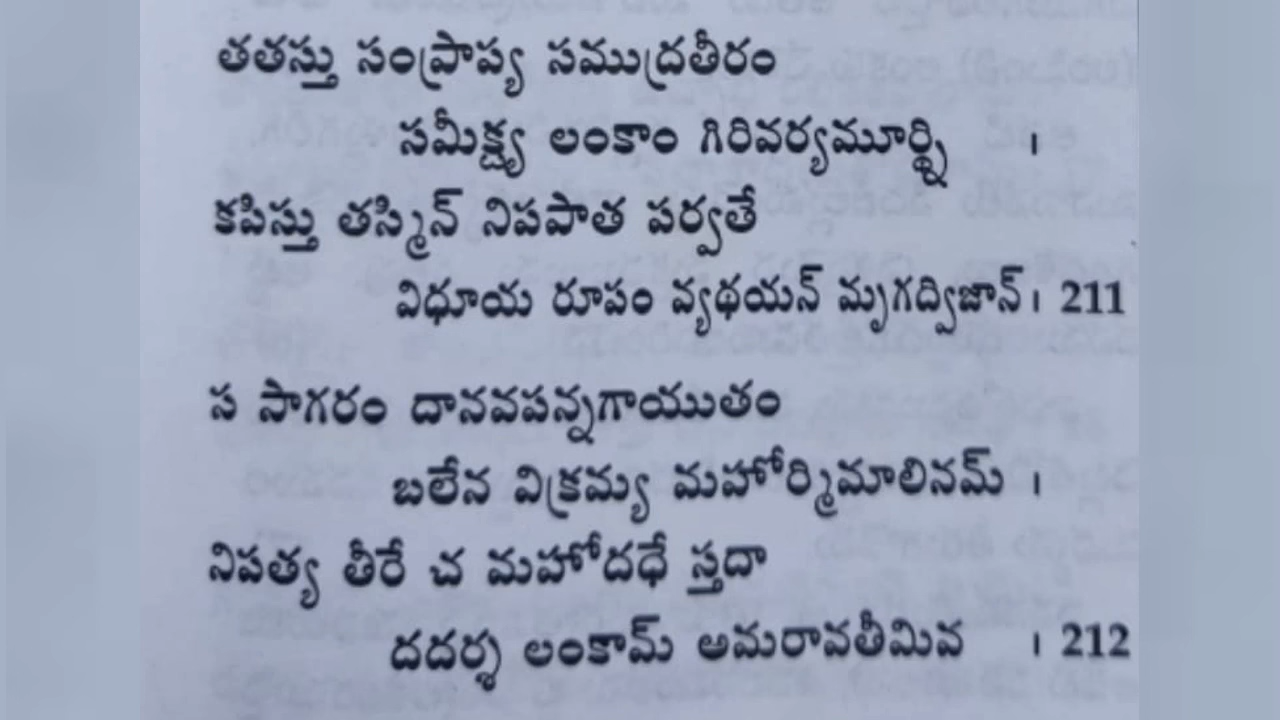 తతస్తు సంప్రాప్య సముద్రతీరం
సమీక్ష్య లంకాం గిరివర్యమూర్ధ్ని ।
కపిస్తు తస్మిన్ నిపపాత పర్వతే
విధూయ రూపం వ్యథయన్ మృగద్విజాన్। 211
స సాగరం దానవపన్నగాయుతం
బలేన విక్రమ్య మహోర్మిమాలినమ్ ।
నిపత్య తీరే చ మహోదధే స్తదా
దదర్శ లంకామ్ అమరావతీమివ । 212